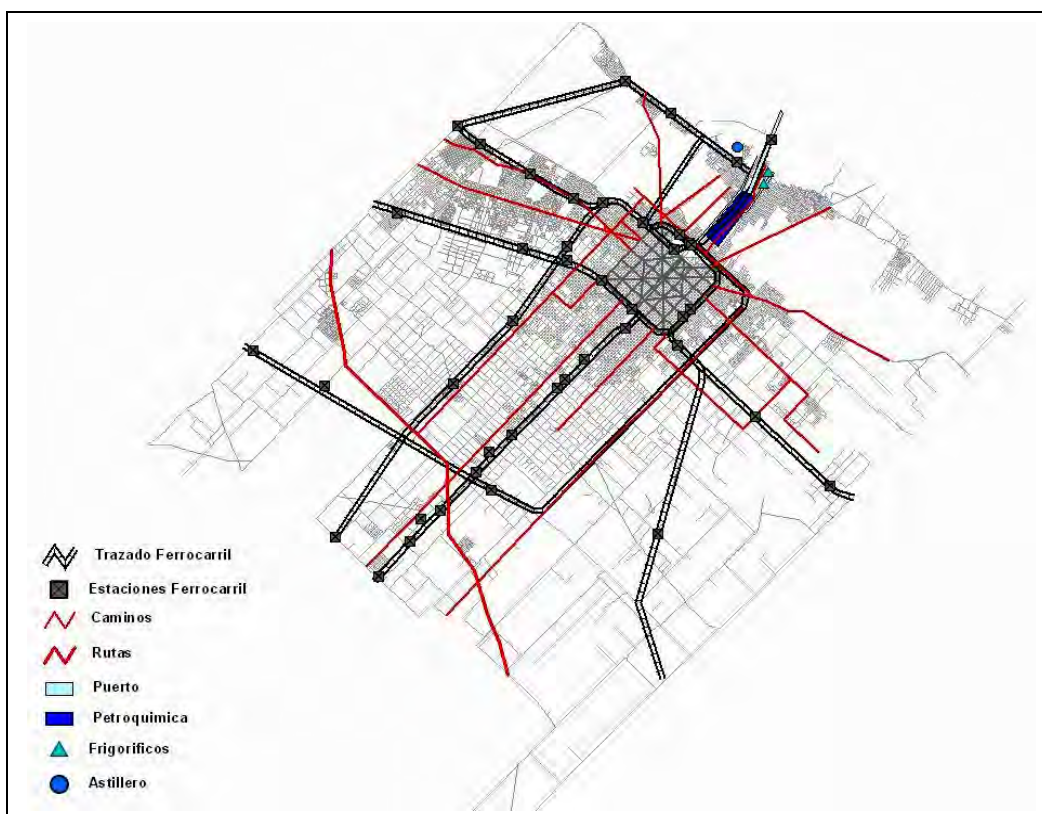 Trazado Ferrocarril
Estaciones Ferrocarril
Caminos
Rutas
Puerto
Petroquimica
Frigorificos
Astillero